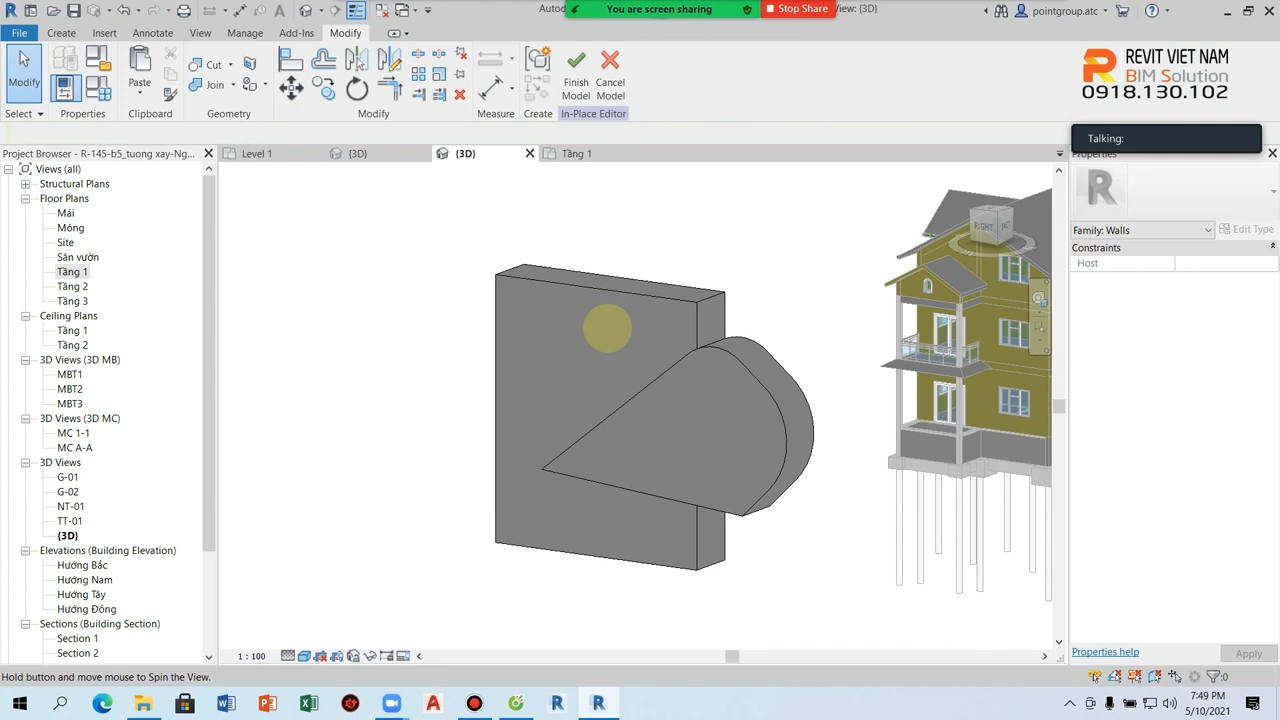 Autod
You are screen sharing
Stop Share
View: {3D}
pointgroup.atc
File
Create
Insert
Annotate
View
Manage
Add-Ins
Modify
Modify
Paste
Cut
Join
Finish
Model
Cancel
Model
Select
Properties
Clipboard
Geometry
Modify
Measure
Create
In-Place Editor
REVIT VIET NAM
BIM Solution
0918.130.102
Talking:
Project Browser - R-145-b5_tuong xay-Ng...
Level 1
{3D}
{3D}
Tầng 1
Properties
Views (all)
Structural Plans
Floor Plans
Mái
Móng
Site
Sân vườn
Tầng 1
Tầng 2
Tầng 3
Ceiling Plans
Tầng 1
Tầng 2
3D Views (3D MB)
MBT1
MBT2
MBT3
3D Views (3D MC)
MC 1-1
MC A-A
3D Views
G-01
G-02
NT-01
TT-01
{3D}
Elevations (Building Elevation)
Hướng Bắc
Hướng Nam
Hướng Tây
Hướng Đông
Sections (Building Section)
Section 1
Section 2
RIGHT
Family: Walls
Edit Type
Constraints
Host
1 : 100
Properties help
Apply
Hold button and move mouse to Spin the View.
:0
7:49 PM
5/10/2021